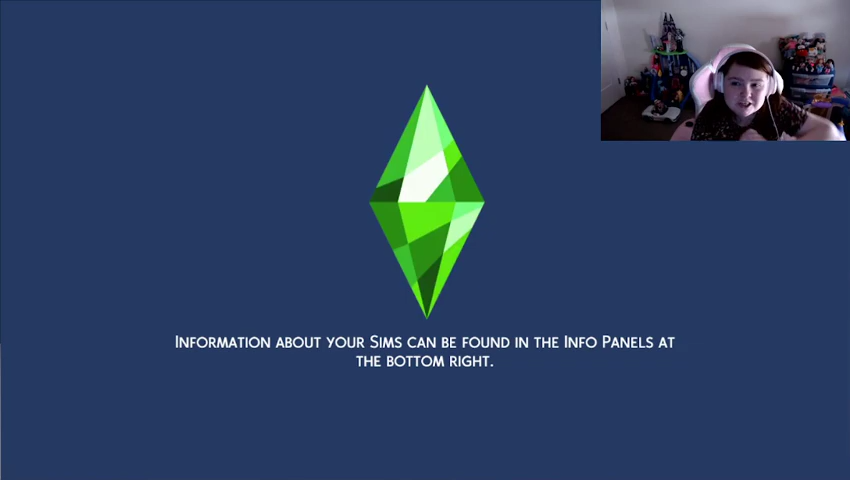 Information about your Sims can be found in the Info Panels at
the bottom right.